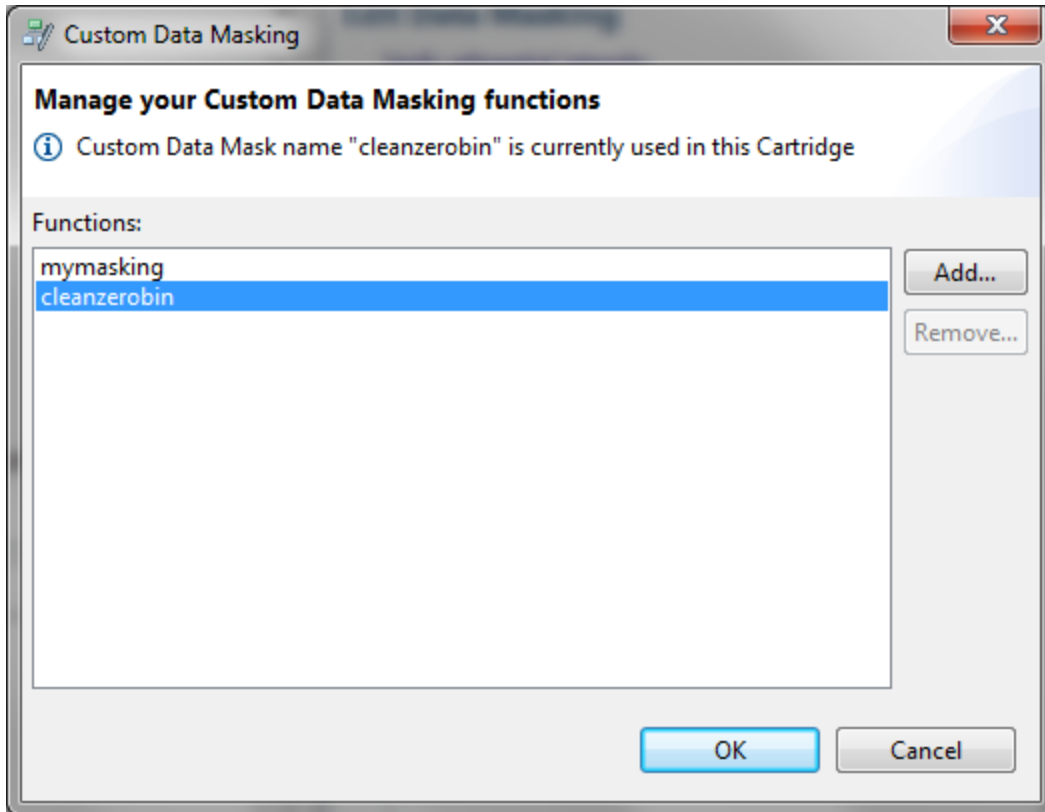 Custom Data Masking
Manage your Custom Data Masking functions
Custom Data Mask name "cleanzerobin" is currently used in this Cartridge
Functions:
mymasking
cleanzerobin
Add...
Remove...
OK
Cancel